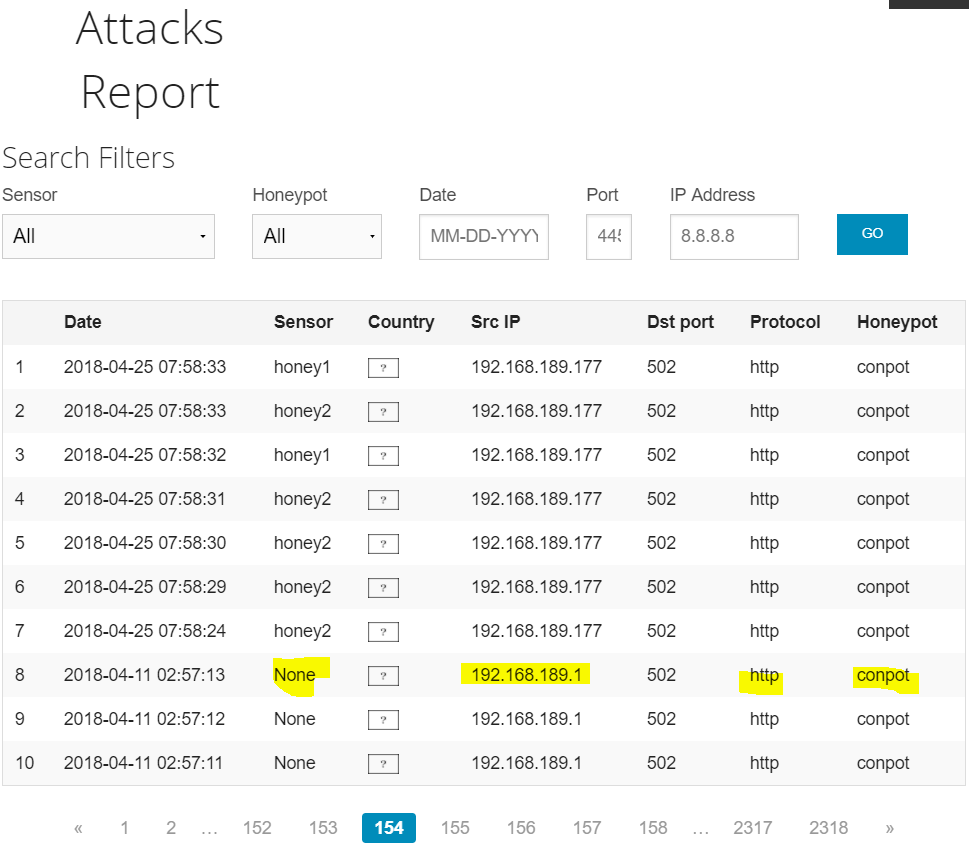 Attacks
Report
Search Filters
Sensor Honeypot Date Port IP Address
All All MM-DD-YYYY 445 8.8.8.8 GO
Date Sensor Country Src IP Dst port Protocol Honeypot
1 2018-04-25 07:58:33 honey1 ? 192.168.189.177 502 http conpot
2 2018-04-25 07:58:33 honey2 ? 192.168.189.177 502 http conpot
3 2018-04-25 07:58:32 honey1 ? 192.168.189.177 502 http conpot
4 2018-04-25 07:58:31 honey2 ? 192.168.189.177 502 http conpot
5 2018-04-25 07:58:30 honey2 ? 192.168.189.177 502 http conpot
6 2018-04-25 07:58:29 honey2 ? 192.168.189.177 502 http conpot
7 2018-04-25 07:58:24 honey2 ? 192.168.189.177 502 http conpot
8 2018-04-11 02:57:13 None ? 192.168.189.1 502 http conpot
9 2018-04-11 02:57:12 None ? 192.168.189.1 502 http conpot
10 2018-04-11 02:57:11 None ? 192.168.189.1 502 http conpot
« 1 2 … 152 153 154 155 156 157 158 … 2317 2318 »